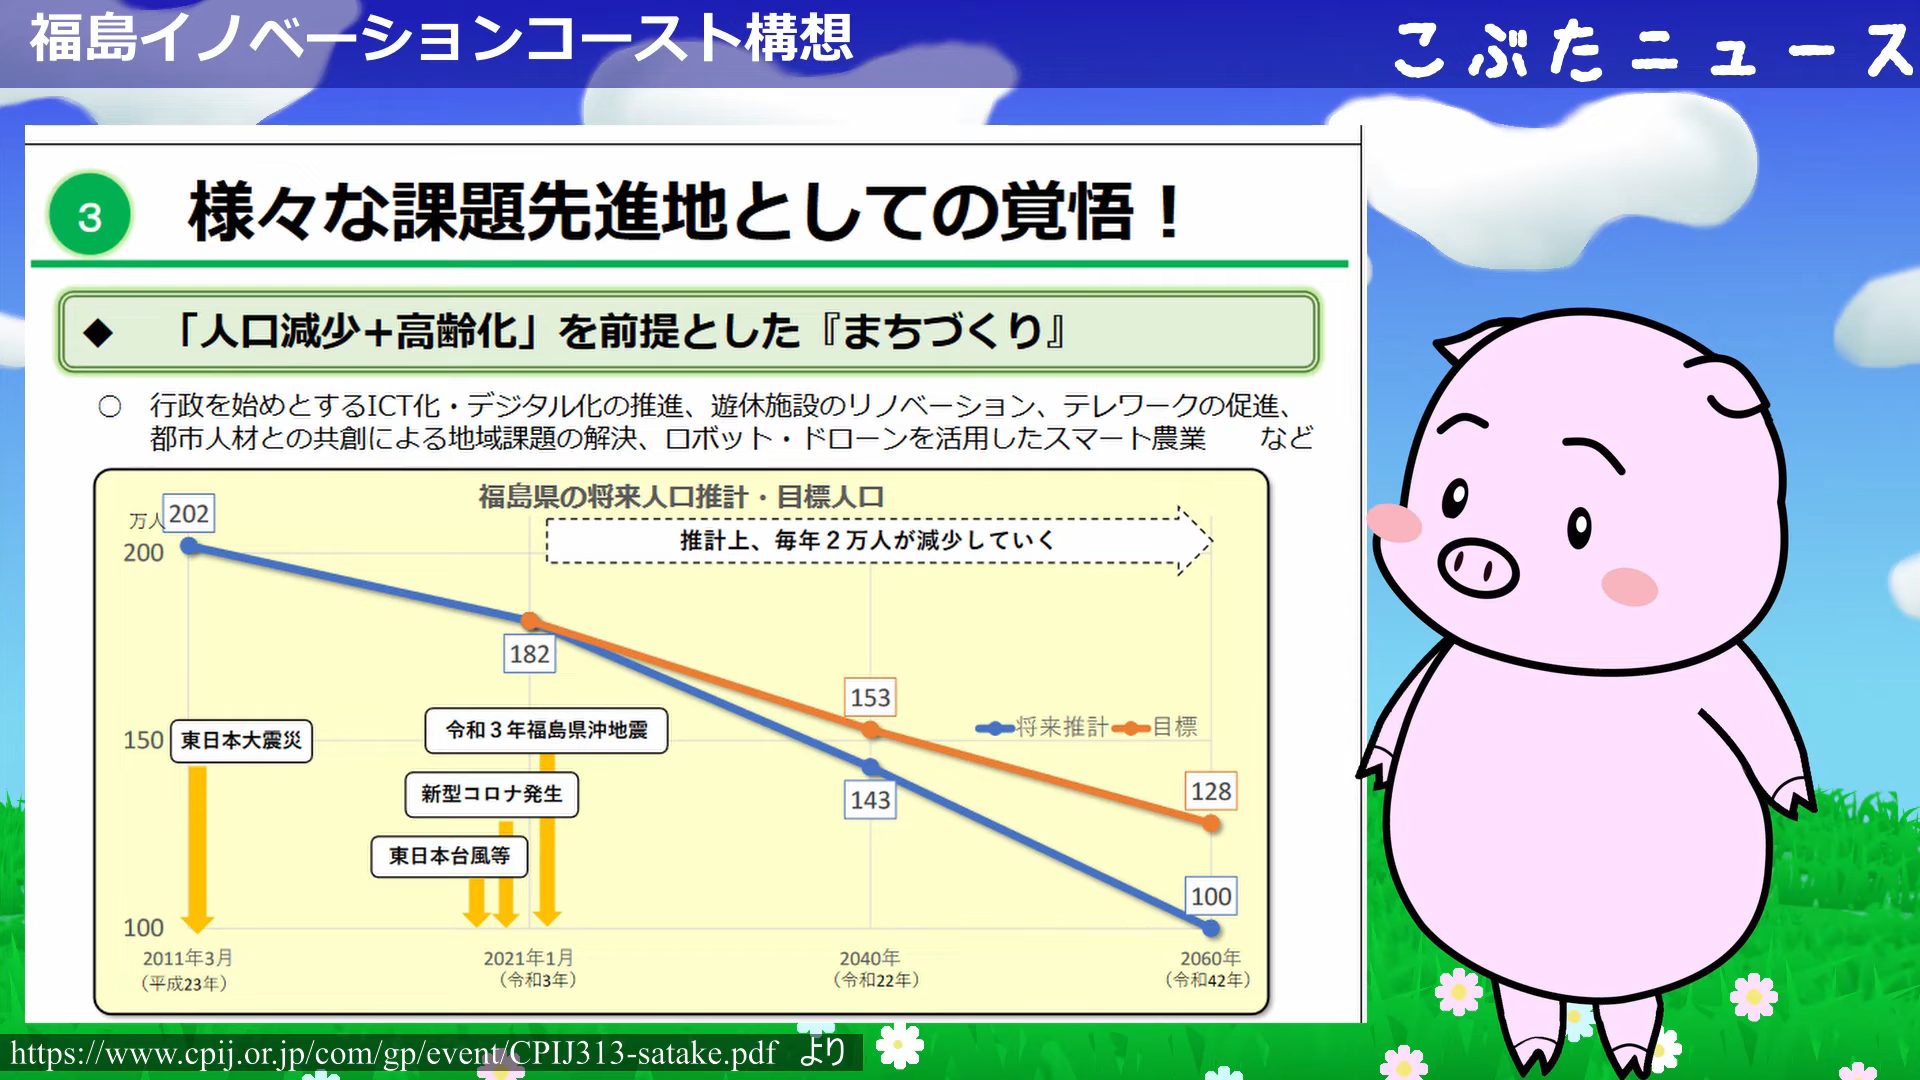 福島イノベーションコースト構想
こぶたニュース
3 様々な課題先進地としての覚悟！
◆ 「人口減少+高齢化」を前提とした『まちづくり』
○ 行政を始めとするICT化・デジタル化の推進、遊休施設のリノベーション、テレワークの促進、
都市人材との共創による地域課題の解決、ロボット・ドローンを活用したスマート農業 など
福島県の将来人口推計・目標人口
万人
202
200
推計上、毎年２万人が減少していく
182
153
将来推計 目標
150
東日本大震災
令和３年福島県沖地震
新型コロナ発生
143
128
東日本台風等
100
100
2011年3月 2021年1月 2040年 2060年
（平成23年） （令和3年） （令和22年） （令和42年）
https://www.cpij.or.jp/com/gp/event/CPIJ313-satake.pdf より